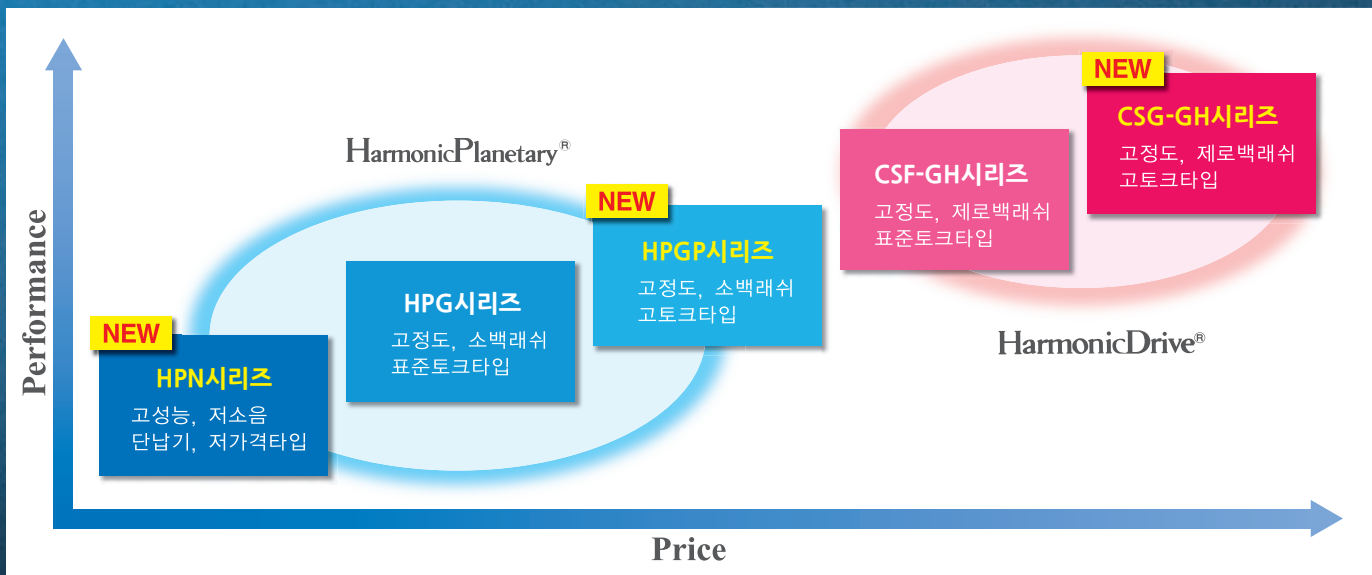 Performance
HarmonicPlanetary®
NEW
HPN시리즈
고성능, 저소음
단납기, 저가격타입
HPG시리즈
고정도, 소백래쉬
표준토크타입
NEW
HPGP시리즈
고정도, 소백래쉬
고토크타입
CSF-GH시리즈
고정도, 제로백래쉬
표준토크타입
NEW
CSG-GH시리즈
고정도, 제로백래쉬
고토크타입
HarmonicDrive®
Price